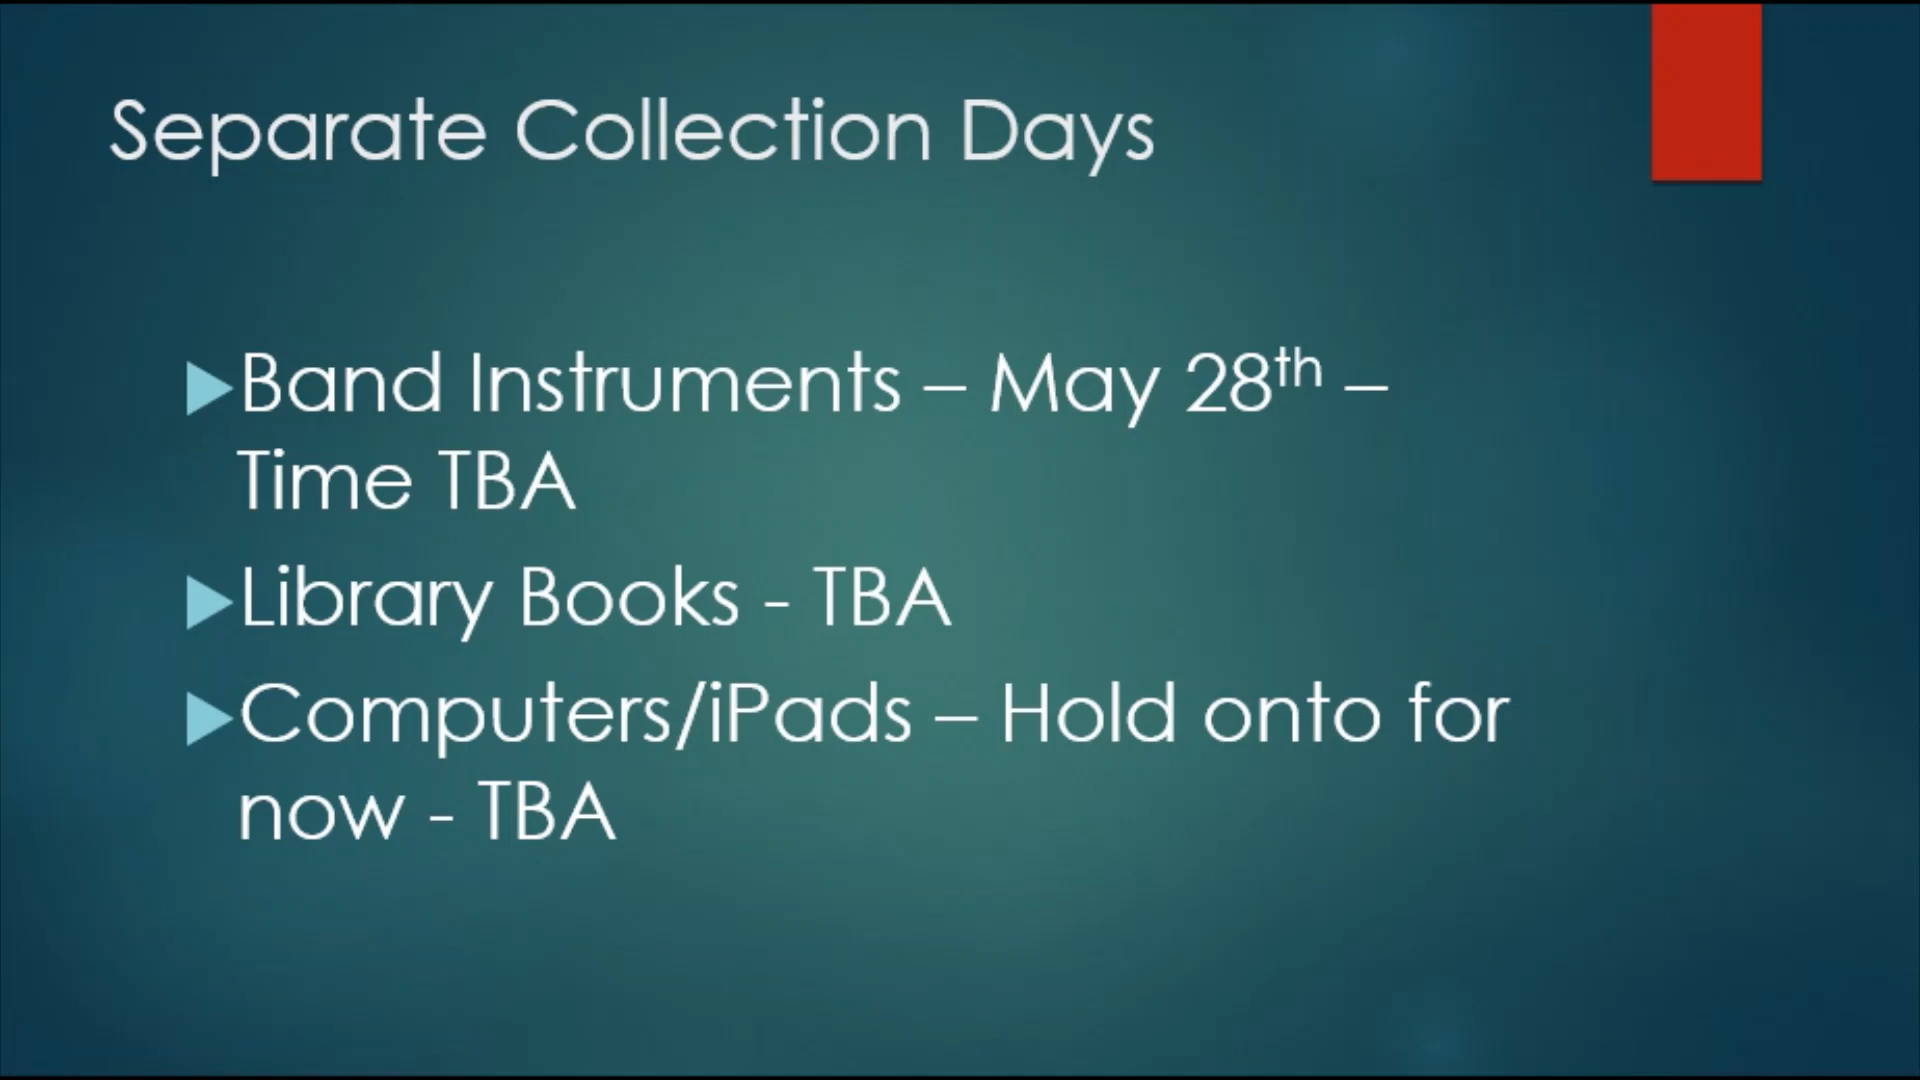 Separate Collection Days
Band Instruments – May 28th –
Time TBA
Library Books - TBA
Computers/iPads – Hold onto for
now - TBA